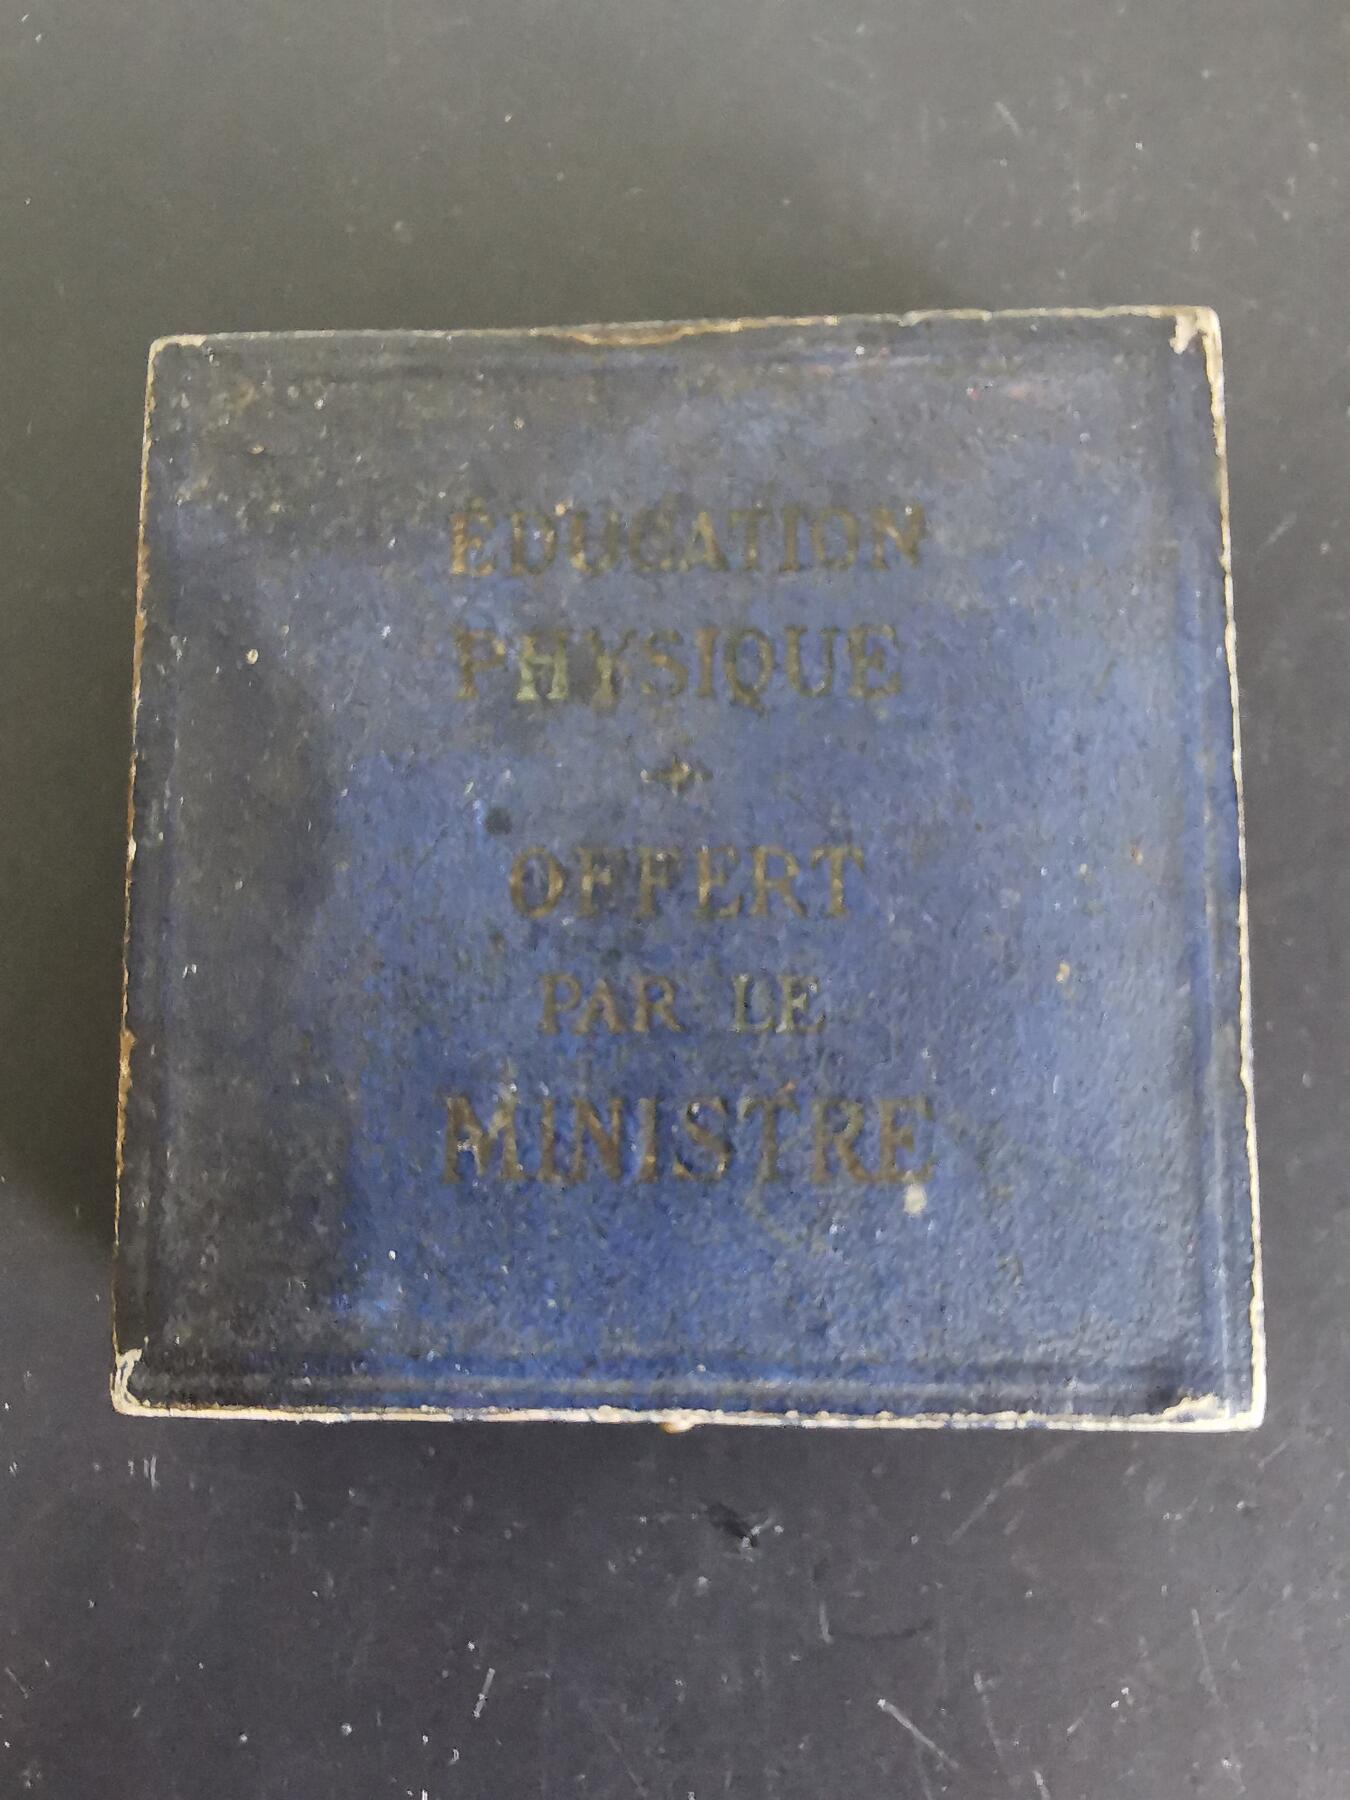 ÉDUCATION
PHYSIQUE
OFFERT
PAR LE
MINISTRE